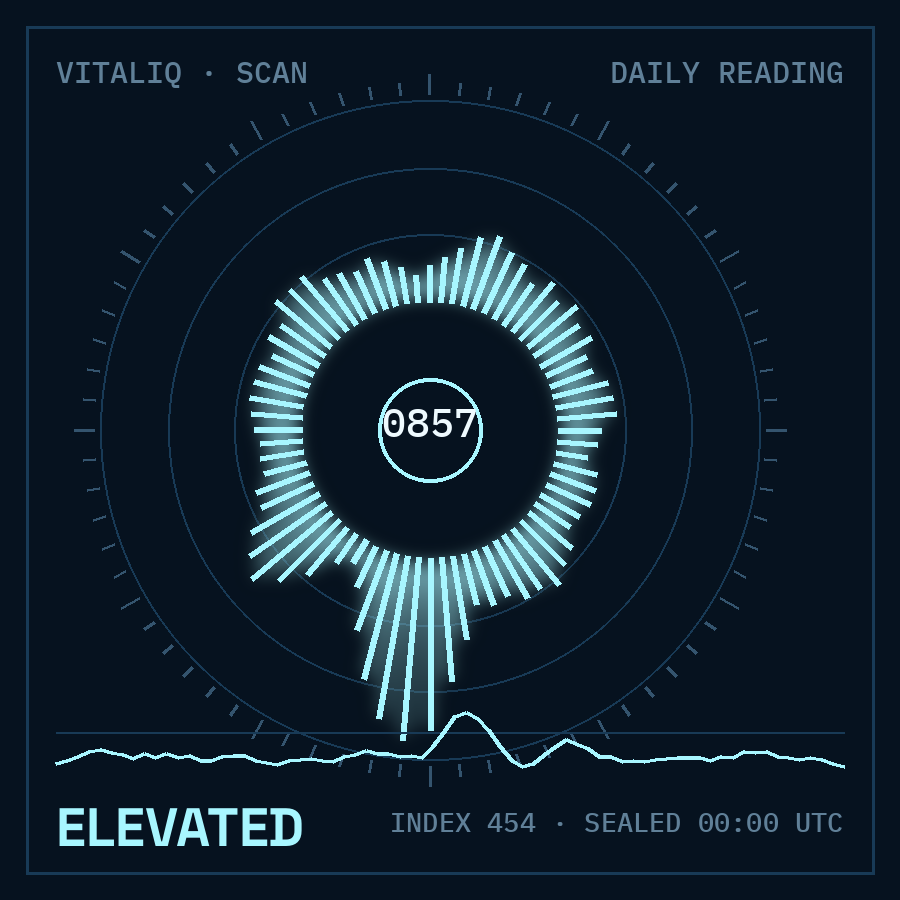 VITALIQ · SCAN
DAILY READING
0857
ELEVATED
INDEX 454 · SEALED 00:00 UTC